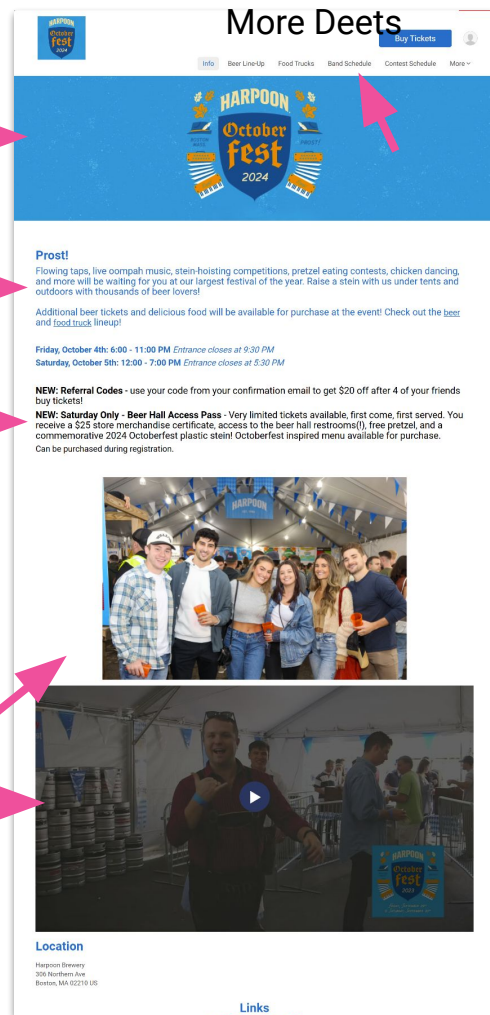 More Deets
HARPOON
October
fest
2024
Buy Tickets
Info Beer Line-Up Food Trucks Band Schedule Contest Schedule More
HARPOON
BOSTON
MASS
October
fest
PROST!
2024
Prost!
Flowing taps, live oompah music, stein-hoisting competitions, pretzel eating contests, chicken dancing,
and more will be waiting for you at our largest festival of the year. Raise a stein with us under tents and
outdoors with thousands of beer lovers!
Additional beer tickets and delicious food will be available for purchase at the event! Check out the beer
and food truck lineup!
Friday, October 4th: 6:00 - 11:00 PM Entrance closes at 9:30 PM
Saturday, October 5th: 12:00 - 7:00 PM Entrance closes at 5:30 PM
NEW: Referral Codes - use your code from your confirmation email to get $20 off after 4 of your friends
buy tickets!
NEW: Saturday Only - Beer Hall Access Pass - Very limited tickets available, first come, first served. You
receive a $25 store merchandise certificate, access to the beer hall restrooms(!), free pretzel, and a
commemorative 2024 Octoberfest plastic stein! Octoberfest inspired menu available for purchase.
Can be purchased during registration.
HARPOON
HARPOON
October
fest
Location
Harpoon Brewery
306 Northern Ave
Boston, MA 02210 US
Links